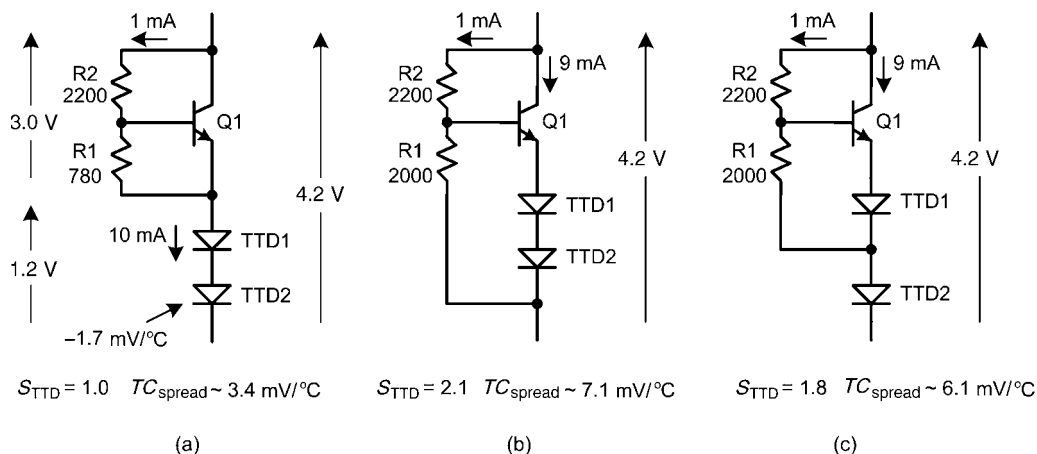 1 mA
R2
2200
3.0 V
Q1
R1
780
4.2 V
10 mA
TTD1
1.2 V
TTD2
–1.7 mV/°C
S_TTD = 1.0 TC_spread ~ 3.4 mV/°C
(a)
1 mA
9 mA
R2
2200
Q1
R1
2000
4.2 V
TTD1
TTD2
S_TTD = 2.1 TC_spread ~ 7.1 mV/°C
(b)
1 mA
9 mA
R2
2200
Q1
R1
2000
4.2 V
TTD1
TTD2
S_TTD = 1.8 TC_spread ~ 6.1 mV/°C
(c)